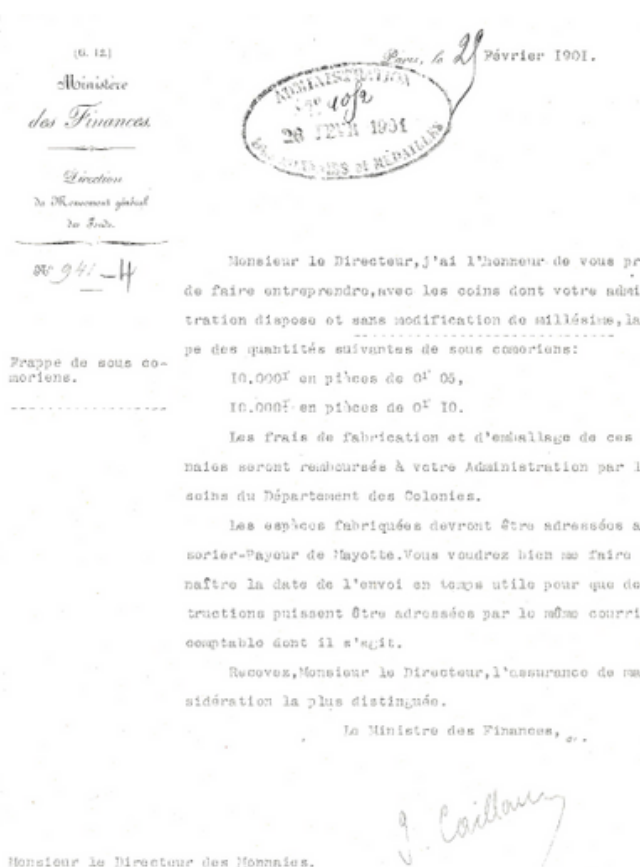 (G. 12)
Ministère
des Finances.
Direction
du Mouvement général
des Fonds.
N° 941-4
Frappe de sous co-
moriens.
Paris, le 25 Février 1901.
ADMINISTRATION
N°
26 FEVR 1901
DES MONNAIES ET MEDAILLES
Monsieur le Directeur, j'ai l'honneur de vous pr
de faire entreprendre, avec les coins dont votre admi
tration dispose et sans modification de millésime, la
pe des quantités suivantes de sous comoriens:
10.000f en pièces de 0f 05,
10.000f en pièces de 0f 10.
Les frais de fabrication et d'emballage de ces
naies seront remboursés à votre Administration par l
soins du Département des Colonies.
Les espèces fabriquées devront être adressées a
sorier-Payeur de Mayotte. Vous voudrez bien me faire
naître la date de l'envoi en temps utile pour que de
tructions puissent être adressées par le même courri
comptable dont il s'agit.
Recevez, Monsieur le Directeur, l'assurance de ma
sidération la plus distinguée.
Le Ministre des Finances,
J. Caillaux
Monsieur le Directeur des Monnaies.